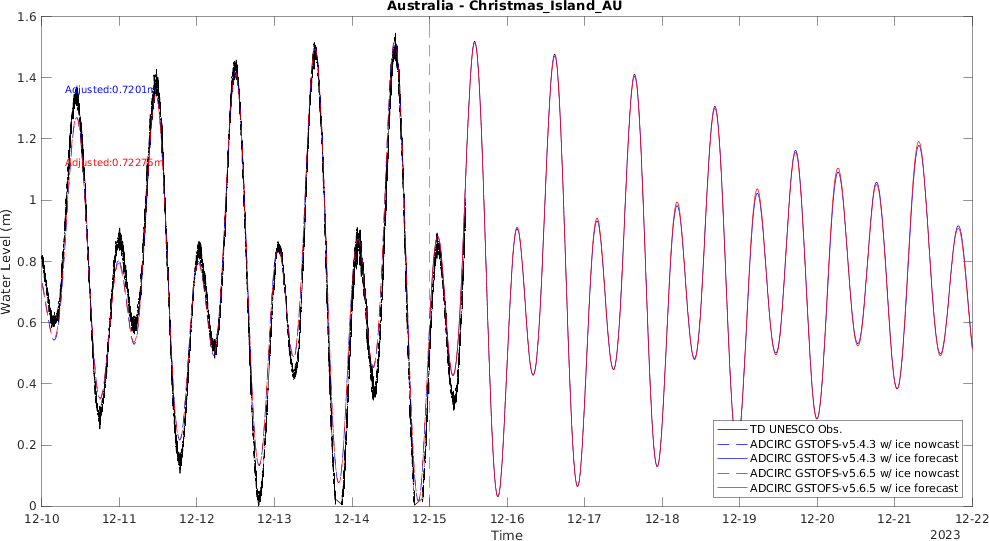 Australia - Christmas_Island_AU
1.6
1.4
1.2
1
0.8
0.6
0.4
0.2
0
Water Level (m)
Adjusted:0.7201m
Adjusted:0.72275m
TD UNESCO Obs.
ADCIRC GSTOFS-v5.4.3 w/ ice nowcast
ADCIRC GSTOFS-v5.4.3 w/ ice forecast
ADCIRC GSTOFS-v5.6.5 w/ ice nowcast
ADCIRC GSTOFS-v5.6.5 w/ ice forecast
12-10 12-11 12-12 12-13 12-14 12-15 12-16 12-17 12-18 12-19 12-20 12-21 12-22
Time
2023